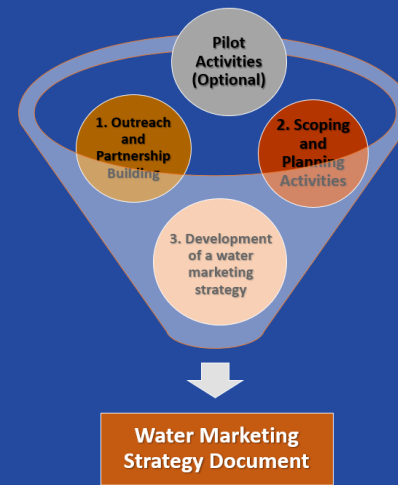 Pilot
Activities
(Optional)
1. Outreach
and
Partnership
Building
2. Scoping
and
Planning
Activities
3. Development
of a water
marketing
strategy
Water Marketing
Strategy Document